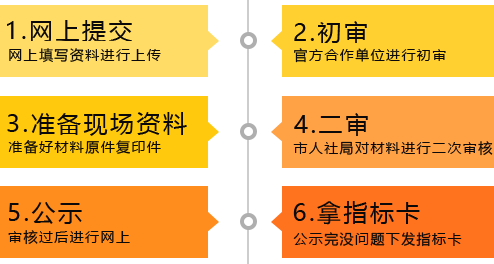 1.网上提交
网上填写资料进行上传
2.初审
官方合作单位进行初审
3.准备现场资料
准备好材料原件复印件
4.二审
市人社局对材料进行二次审核
5.公示
审核过后进行网上
6.拿指标卡
公示完没问题下发指标卡